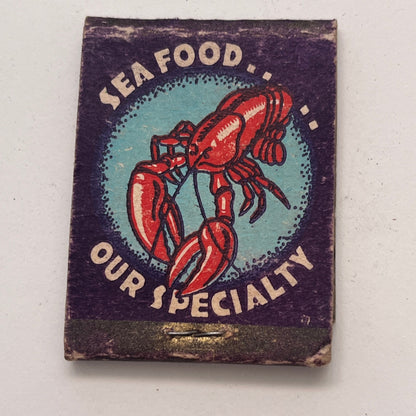 SEA FOOD.....
OUR SPECIALTY